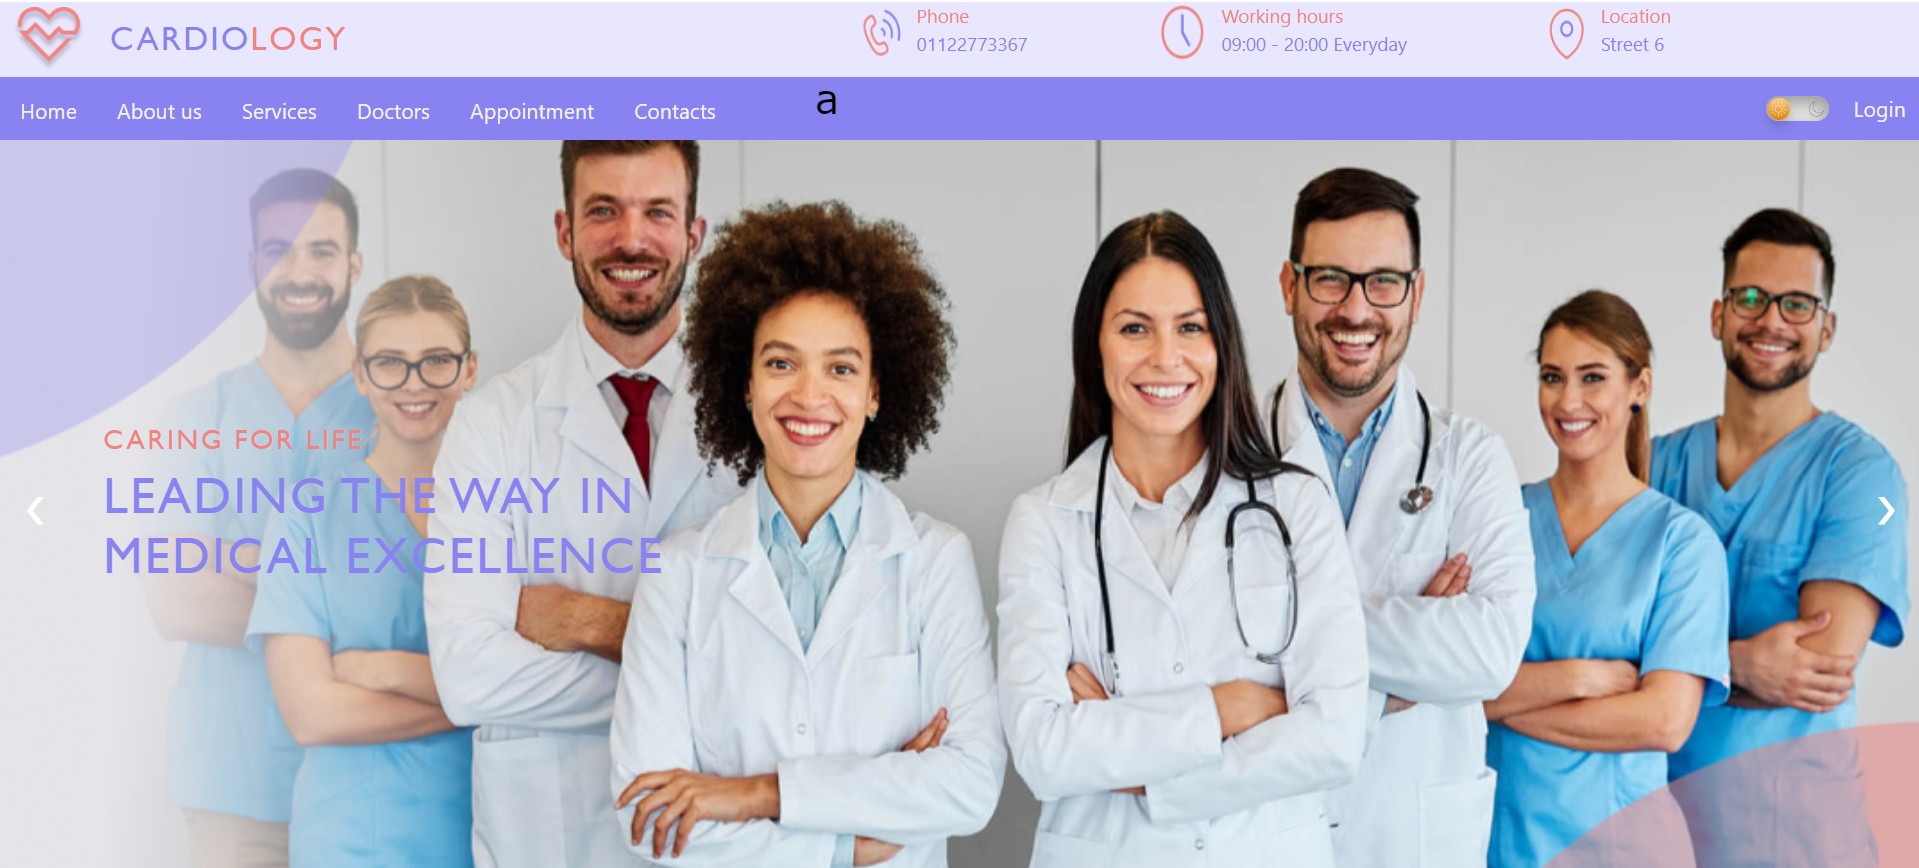 CARDIOLOGY
Phone
01122773367
Working hours
09:00 - 20:00 Everyday
Location
Street 6
Home About us Services Doctors Appointment Contacts a Login
CARING FOR LIFE
LEADING THE WAY IN
MEDICAL EXCELLENCE